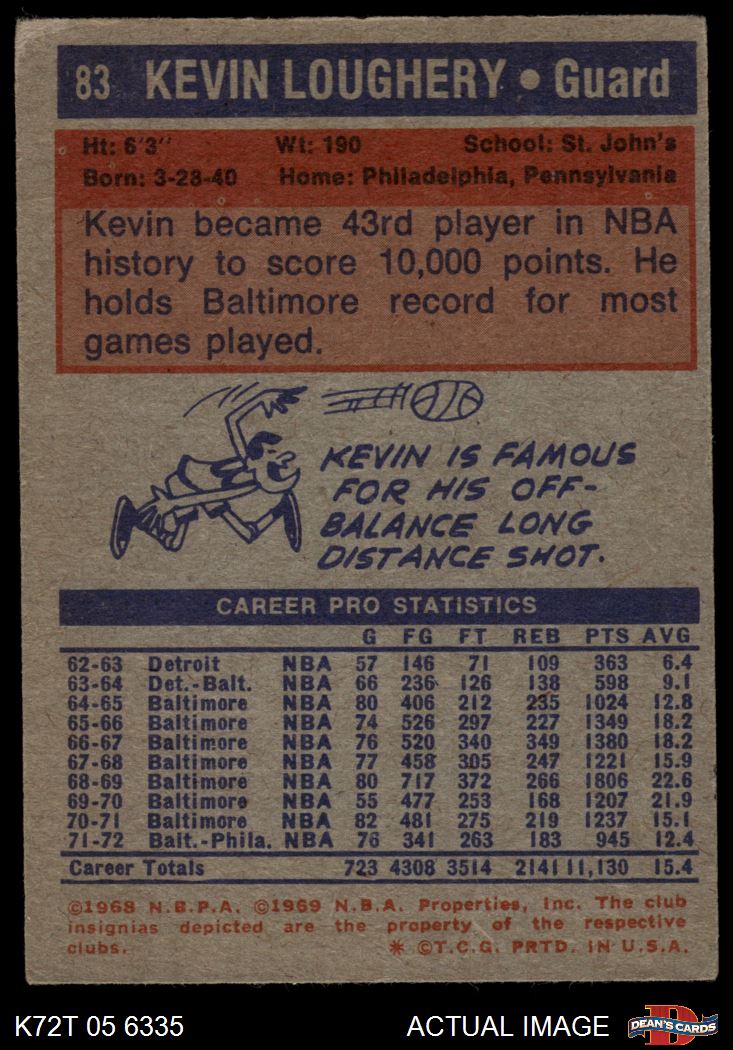 83 KEVIN LOUGHERY • Guard
Ht: 6'3" Wt: 190 School: St. John's
Born: 3-28-40 Home: Philadelphia, Pennsylvania
Kevin became 43rd player in NBA
history to score 10,000 points. He
holds Baltimore record for most
games played.
KEVIN IS FAMOUS
FOR HIS OFF-
BALANCE LONG
DISTANCE SHOT.
CAREER PRO STATISTICS
G FG FT REB PTS AVG
62-63 Detroit NBA 57 146 71 109 363 6.4
63-64 Det.-Balt. NBA 66 236 126 138 598 9.1
64-65 Baltimore NBA 80 406 212 235 1024 12.8
65-66 Baltimore NBA 74 526 297 227 1349 18.2
66-67 Baltimore NBA 76 520 340 349 1380 18.2
67-68 Baltimore NBA 77 458 305 247 1221 15.9
68-69 Baltimore NBA 80 717 372 266 1806 22.6
69-70 Baltimore NBA 55 477 253 168 1207 21.9
70-71 Baltimore NBA 82 481 275 219 1237 15.1
71-72 Balt.-Phila. NBA 76 341 263 183 945 12.4
Career Totals 723 4308 3514 2141 11,130 15.4
©1968 N.B.P.A. ©1969 N.B.A. Properties, Inc. The club
insignias depicted are the property of the respective
clubs. * ©T.C.G. PRTD. IN U.S.A.
K72T 05 6335 ACTUAL IMAGE D DEAN'S CARDS